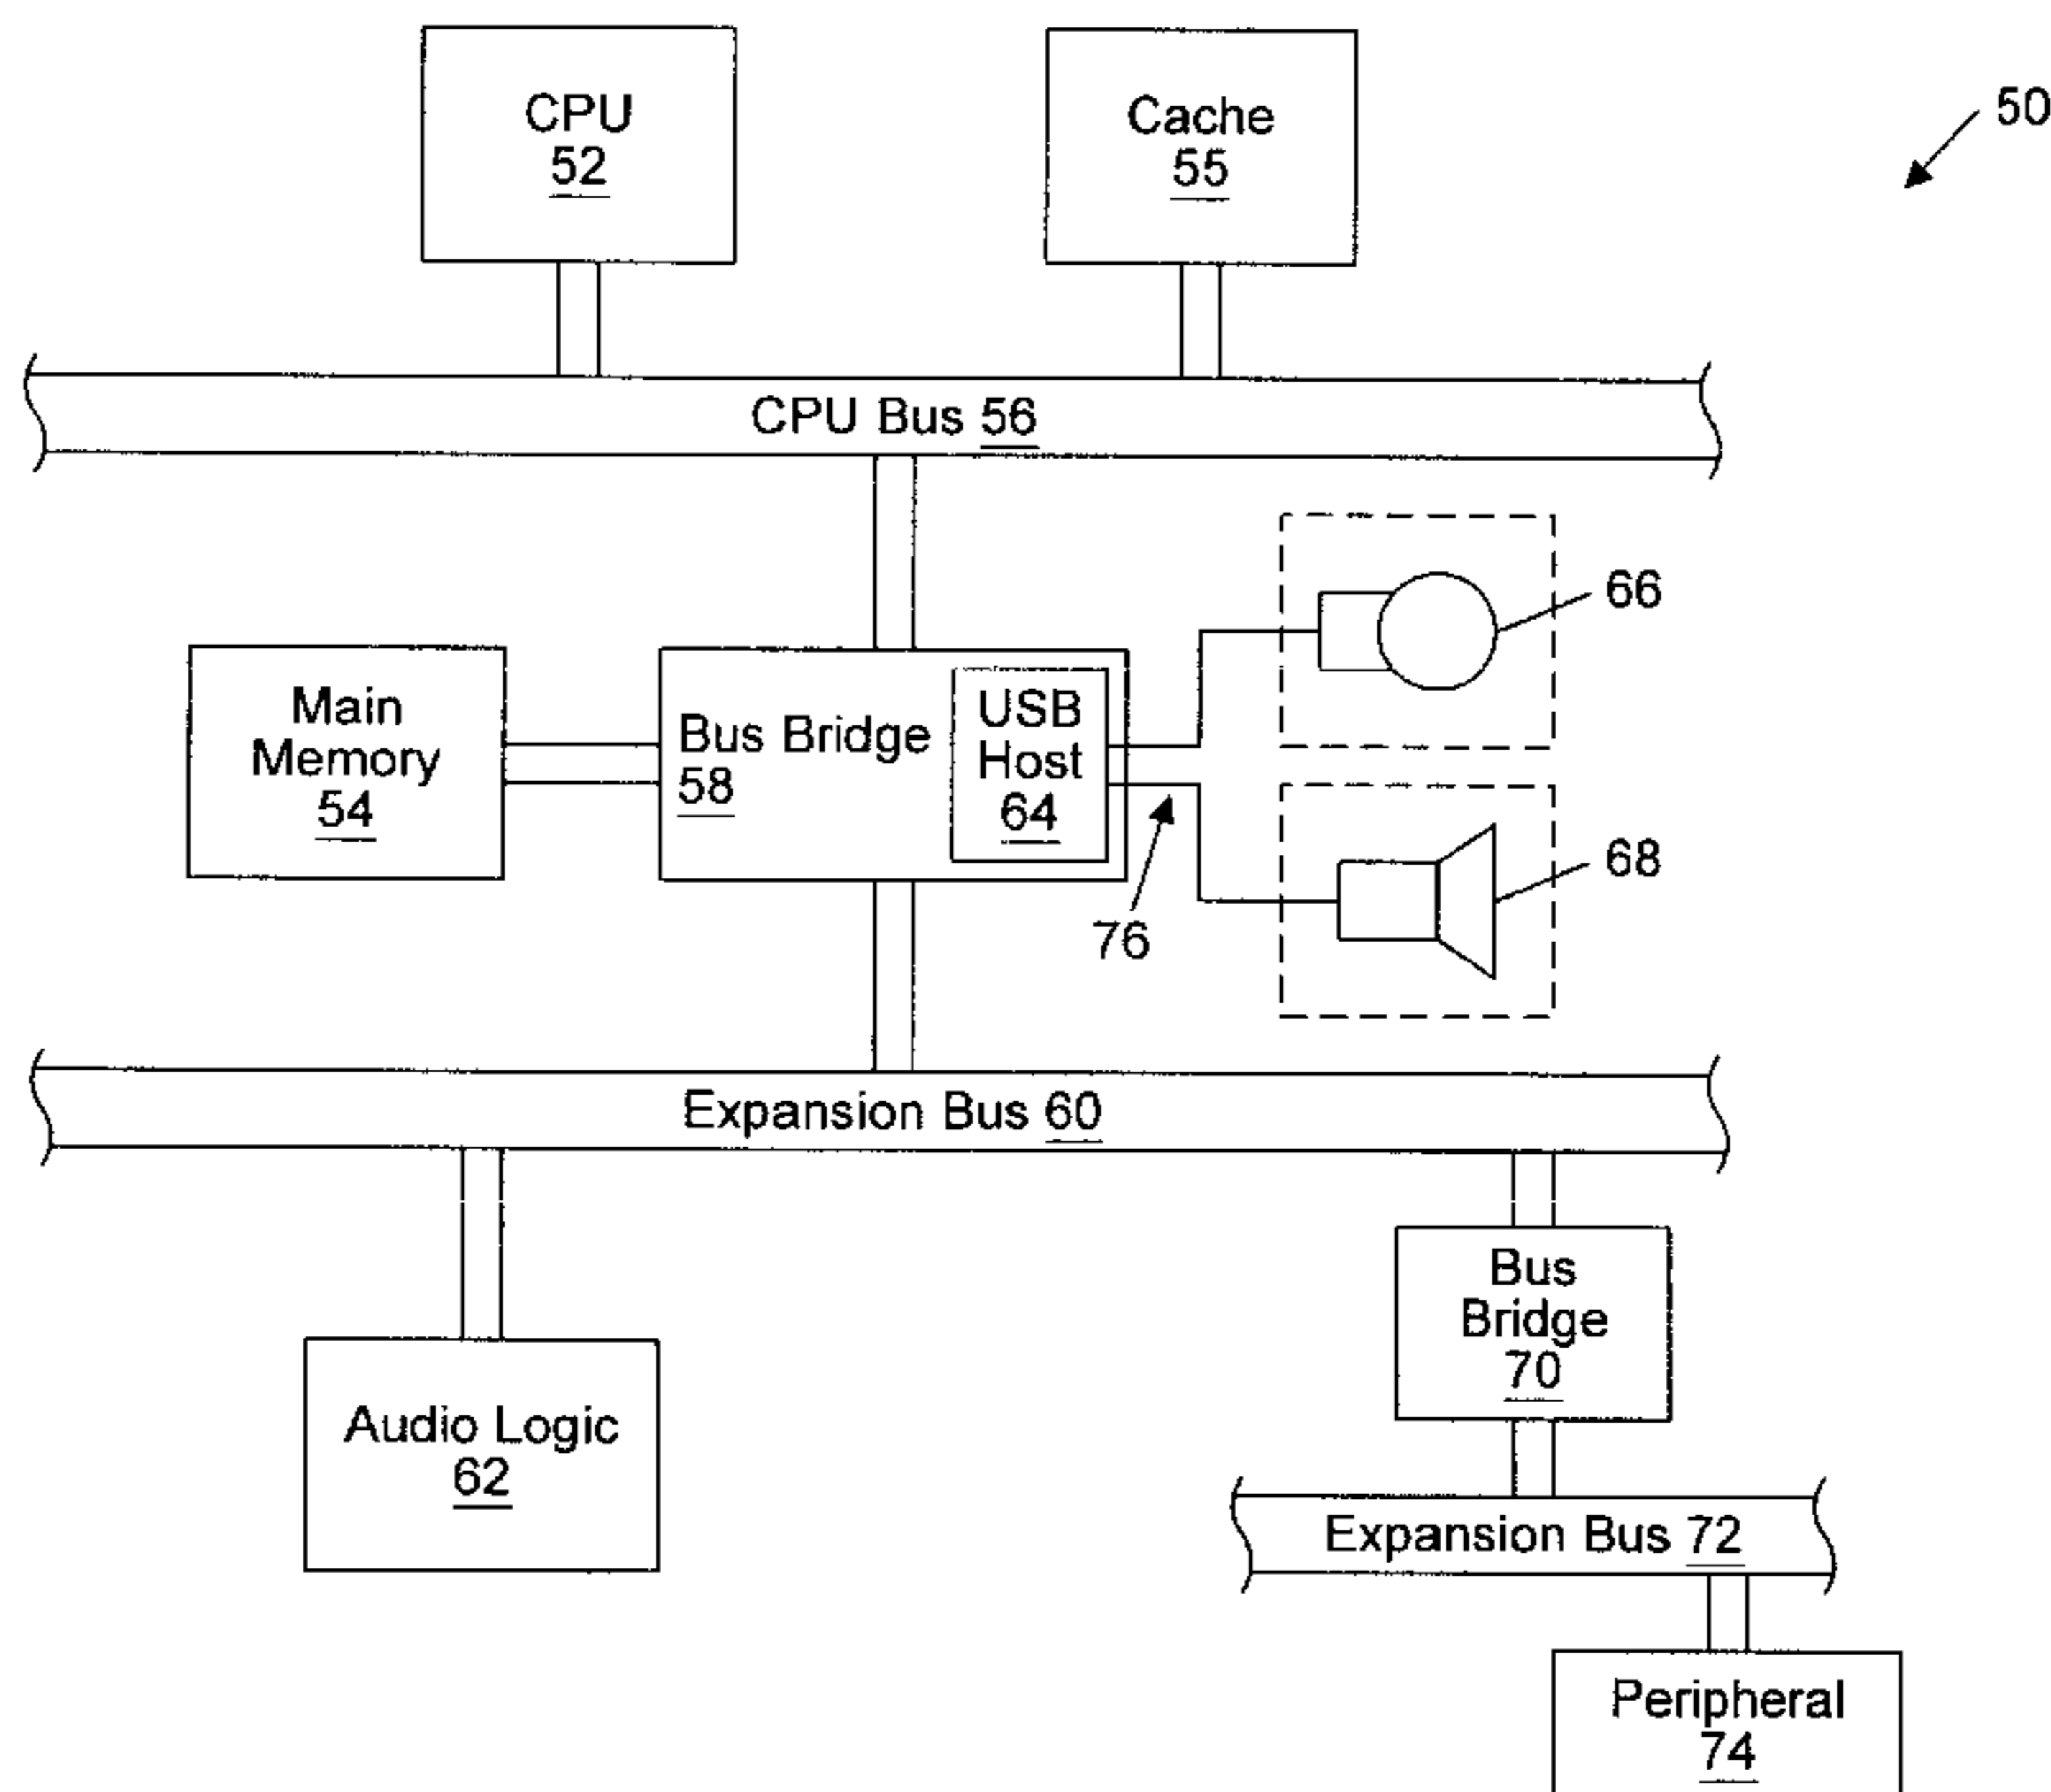 CPU
52
Cache
55
50
CPU Bus 56
66
Main
Memory
54
Bus Bridge
58
USB
Host
64
68
76
Expansion Bus 60
Bus
Bridge
70
Audio Logic
62
Expansion Bus 72
Peripheral
74